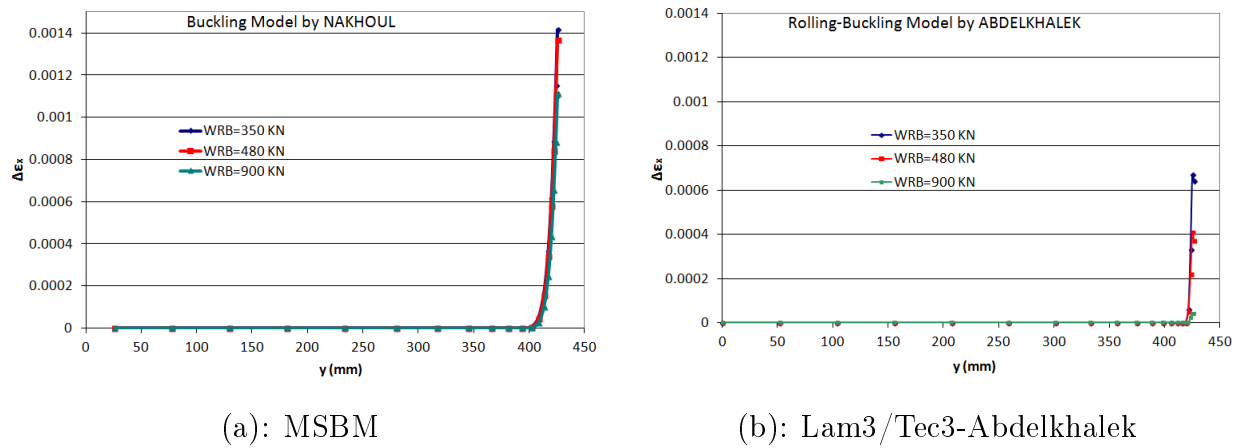 Buckling Model by NAKHOUL
0.0014
0.0012
0.001
0.0008
0.0006
0.0004
0.0002
0
Δεx
WRB=350 KN
WRB=480 KN
WRB=900 KN
0 50 100 150 200 250 300 350 400 450
y (mm)
(a): MSBM
Rolling-Buckling Model by ABDELKHALEK
0.0014
0.0012
0.001
0.0008
0.0006
0.0004
0.0002
0
Δεx
WRB=350 KN
WRB=480 KN
WRB=900 KN
0 50 100 150 200 250 300 350 400 450
y (mm)
(b): Lam3/Tec3-Abdelkhalek